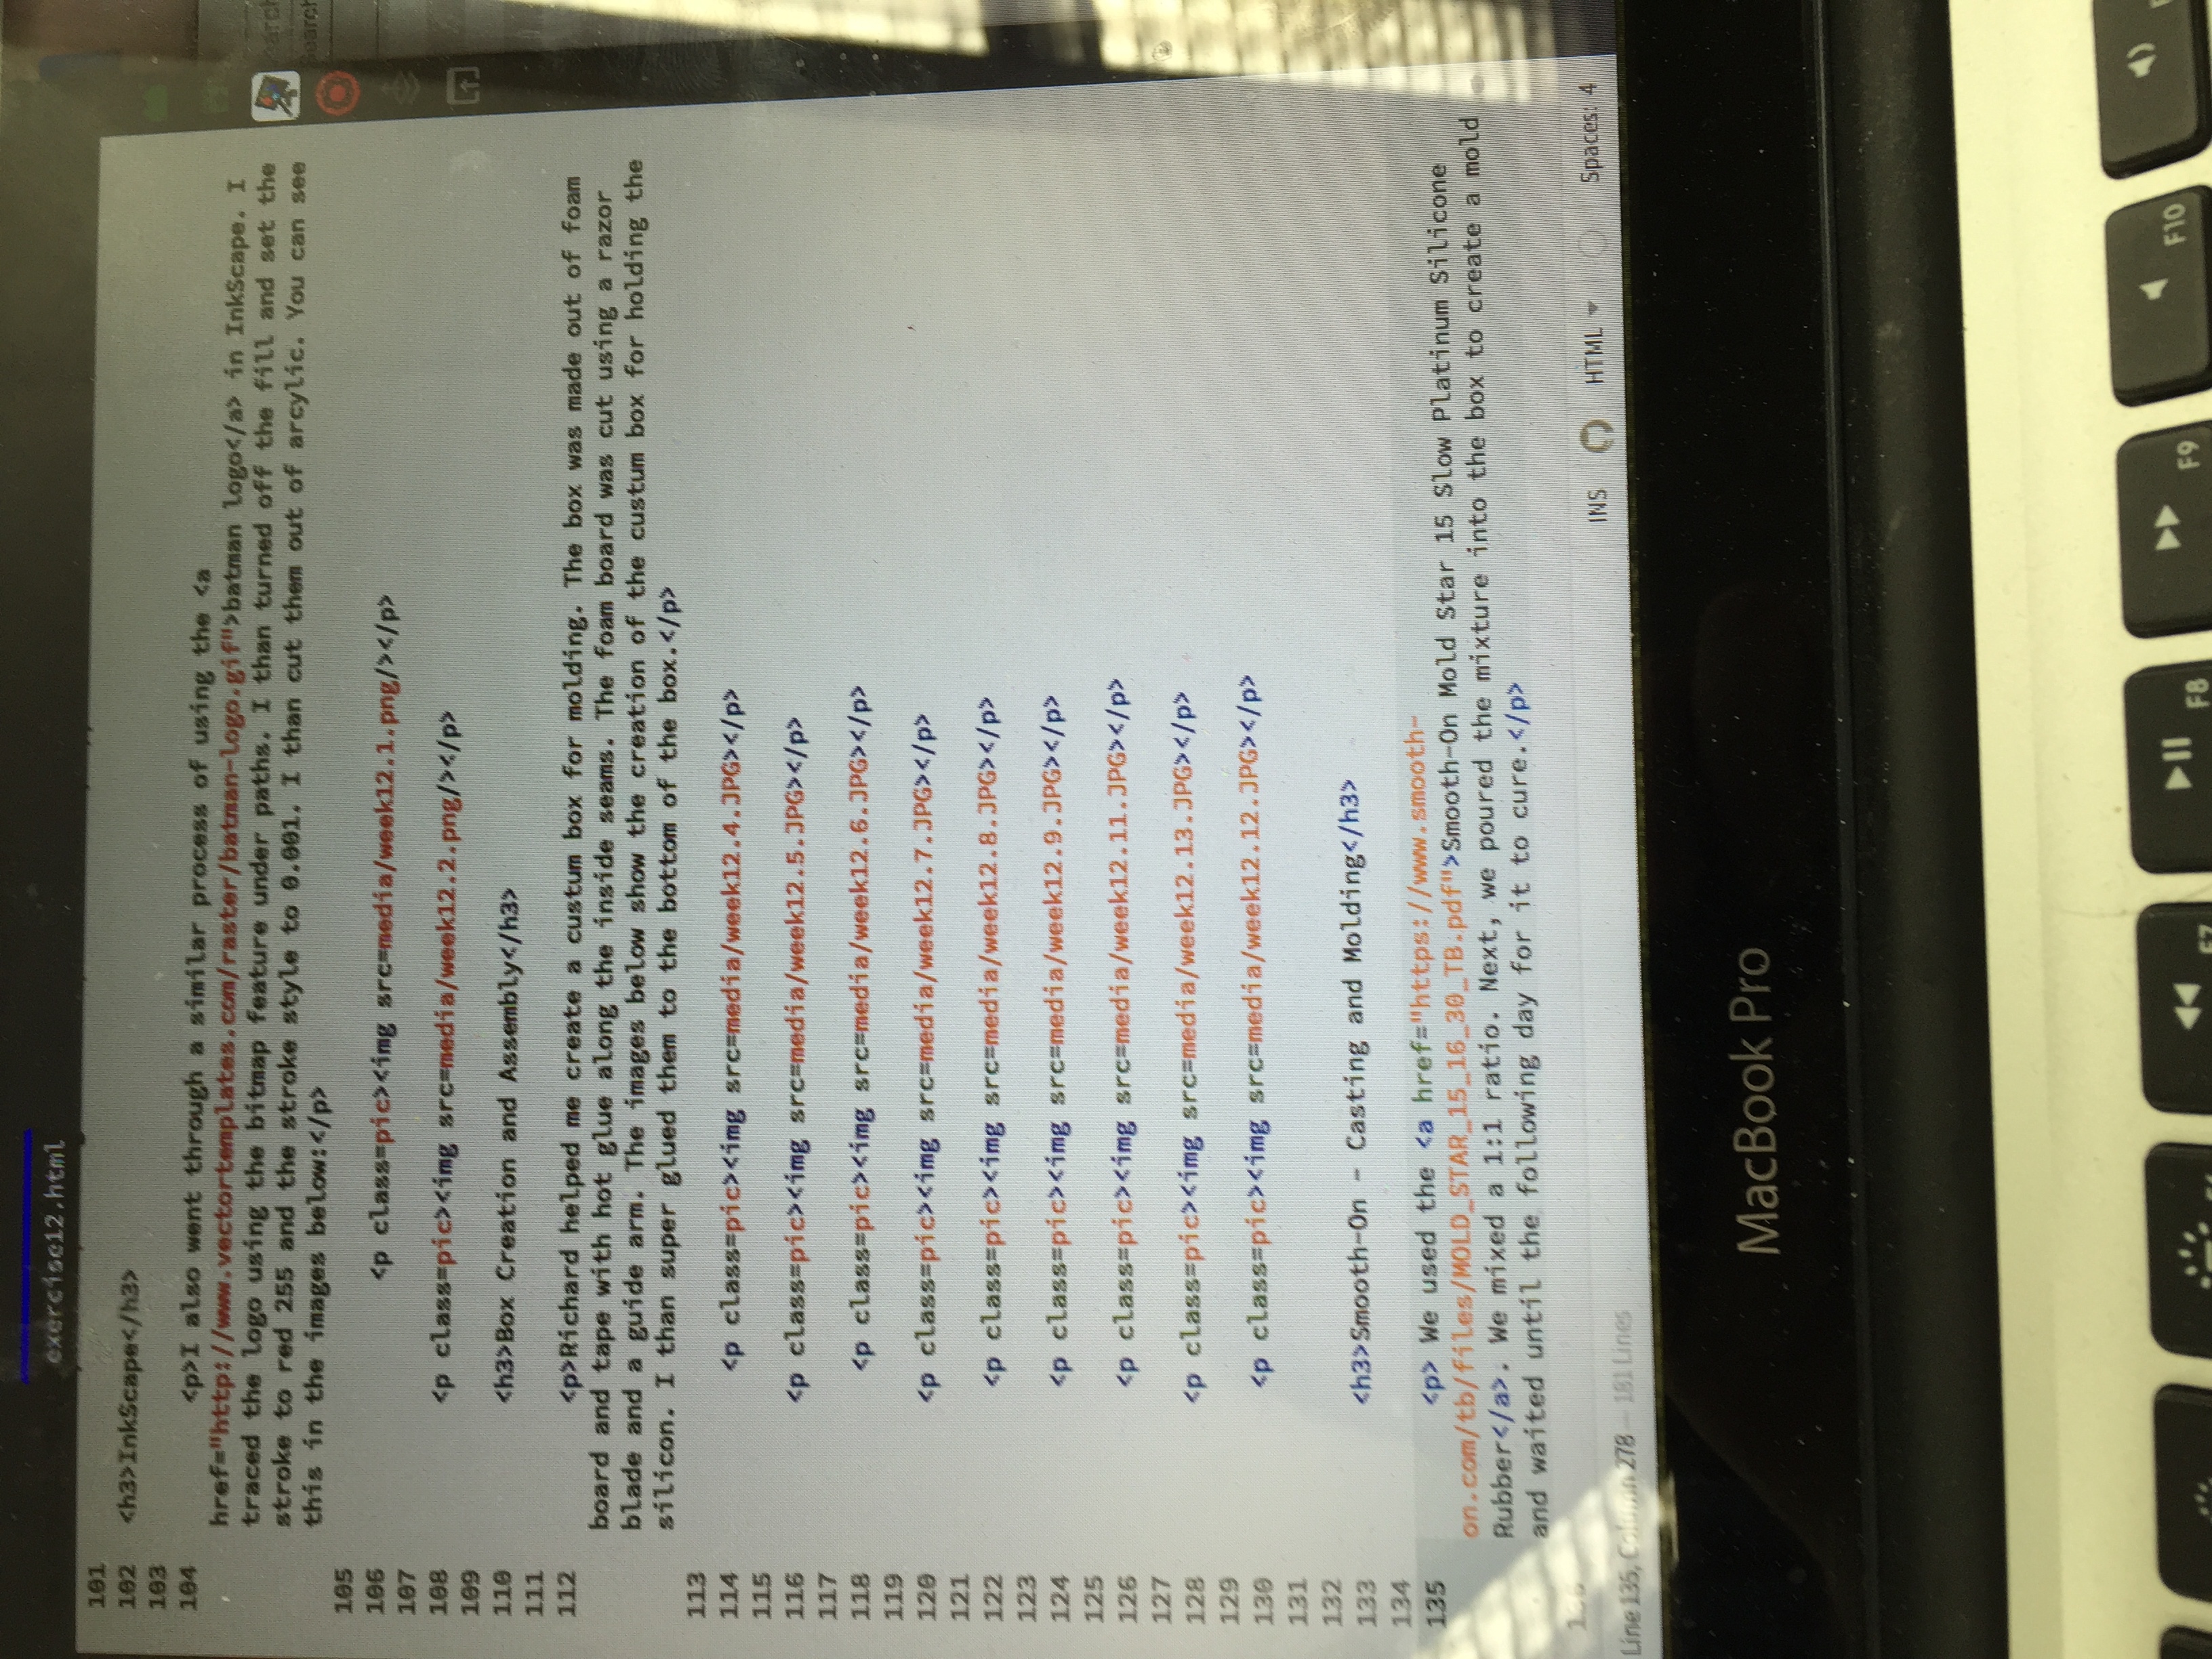 exercise12.html
101
102 <h3>InkScape</h3>
103
104 <p>I also went through a similar process of using the <a
href="http://www.vectortemplates.com/raster/batman-logo.gif">batman logo</a> in InkScape. I
traced the logo using the bitmap feature under paths. I than turned off the fill and set the
stroke to red 255 and the stroke style to 0.001. I than cut them out of arcylic. You can see
this in the images below:</p>
105
106 <p class=pic><img src=media/week12.1.png/></p>
107
108 <p class=pic><img src=media/week12.2.png/></p>
109
110 <h3>Box Creation and Assembly</h3>
111
112 <p>Richard helped me create a custum box for molding. The box was made out of foam
board and tape with hot glue along the inside seams. The foam board was cut using a razor
blade and a guide arm. The images below show the creation of the custum box for holding the
silicon. I than super glued them to the bottom of the box.</p>
113
114 <p class=pic><img src=media/week12.4.JPG></p>
115
116 <p class=pic><img src=media/week12.5.JPG></p>
117
118 <p class=pic><img src=media/week12.6.JPG></p>
119
120 <p class=pic><img src=media/week12.7.JPG></p>
121
122 <p class=pic><img src=media/week12.8.JPG></p>
123
124 <p class=pic><img src=media/week12.9.JPG></p>
125
126 <p class=pic><img src=media/week12.11.JPG></p>
127
128 <p class=pic><img src=media/week12.13.JPG></p>
129
130 <p class=pic><img src=media/week12.12.JPG></p>
131
132
133 <h3>Smooth-On - Casting and Molding</h3>
134
135 <p> We used the <a href="https://www.smooth-
on.com/tb/files/MOLD_STAR_15_16_30_TB.pdf">Smooth-On Mold Star 15 Slow Platinum Silicone
Rubber</a>. We mixed a 1:1 ratio. Next, we poured the mixture into the box to create a mold
and waited until the following day for it to cure.</p>
136
Line 135, Column 278 — 181 Lines INS HTML Spaces: 4
MacBook Pro
F7 F8 F9 F10